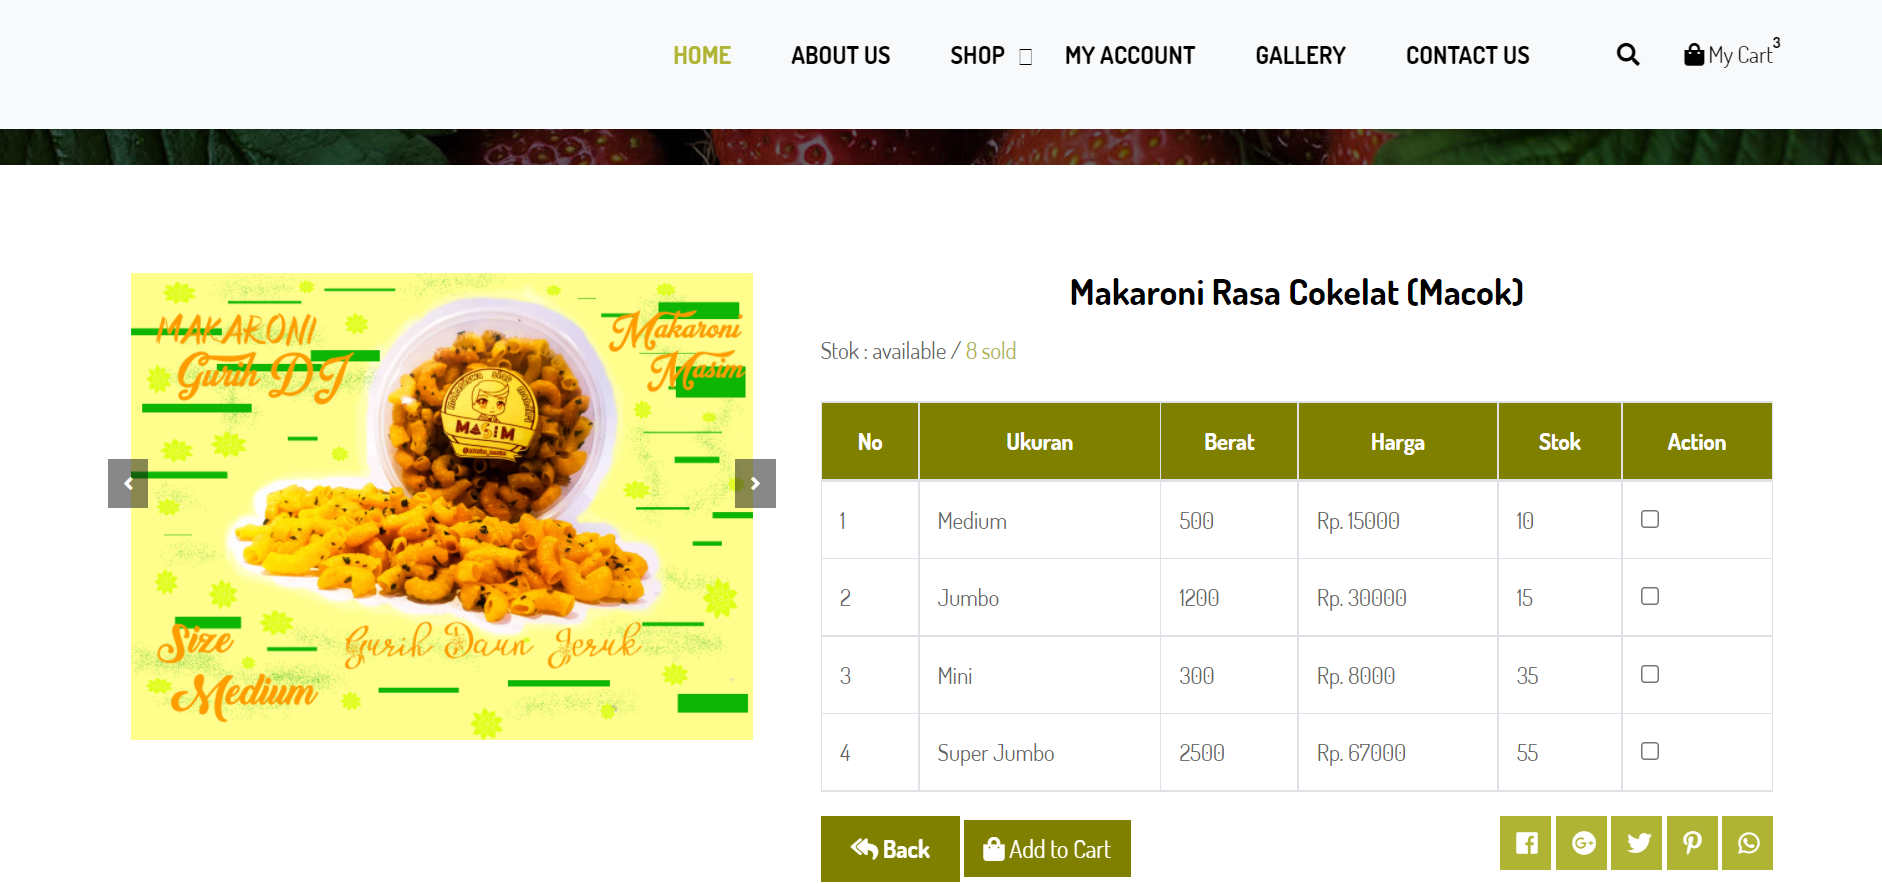 HOME ABOUT US SHOP MY ACCOUNT GALLERY CONTACT US My Cart 3
MAKARONI
Gurih DJ
Makaroni
Masim
MASIM
Size
Medium
Gurih Daun Jeruk
Makaroni Rasa Cokelat (Macok)
Stok : available / 8 sold
No Ukuran Berat Harga Stok Action
1 Medium 500 Rp. 15000 10
2 Jumbo 1200 Rp. 30000 15
3 Mini 300 Rp. 8000 35
4 Super Jumbo 2500 Rp. 67000 55
Back Add to Cart